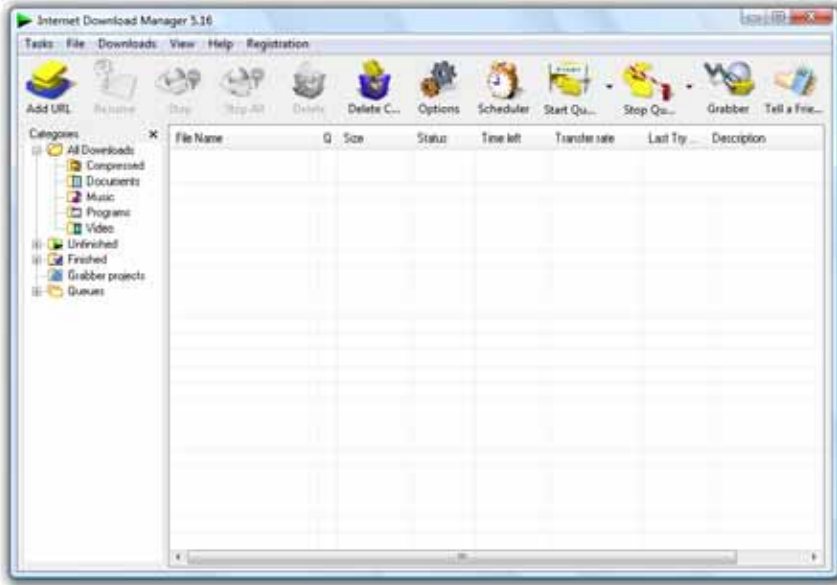 Internet Download Manager 5.16
Tasks File Downloads View Help Registration
Add URL Resume Stop Stop All Delete Delete C... Options Scheduler Start Qu... Stop Qu... Grabber Tell a Frie...
Categories
All Downloads
Compressed
Documents
Music
Programs
Video
Unfinished
Finished
Grabber projects
Queues
File Name Q Size Status Time left Transfer rate Last Try ... Description